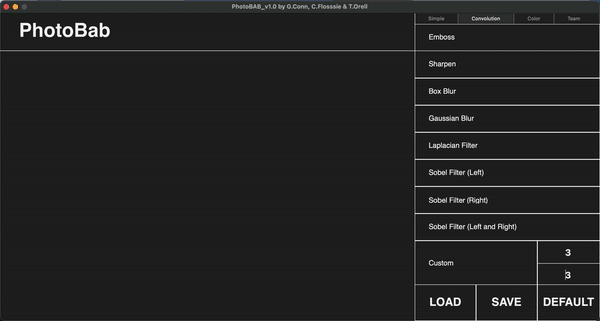 PhotoBAB_v1.0 by G.Conn, C.Flosssie & T.Orell
PhotoBab
Simple Convolution Color Team
Emboss
Sharpen
Box Blur
Gaussian Blur
Laplacian Filter
Sobel Filter (Left)
Sobel Filter (Right)
Sobel Filter (Left and Right)
Custom
3
3
LOAD SAVE DEFAULT